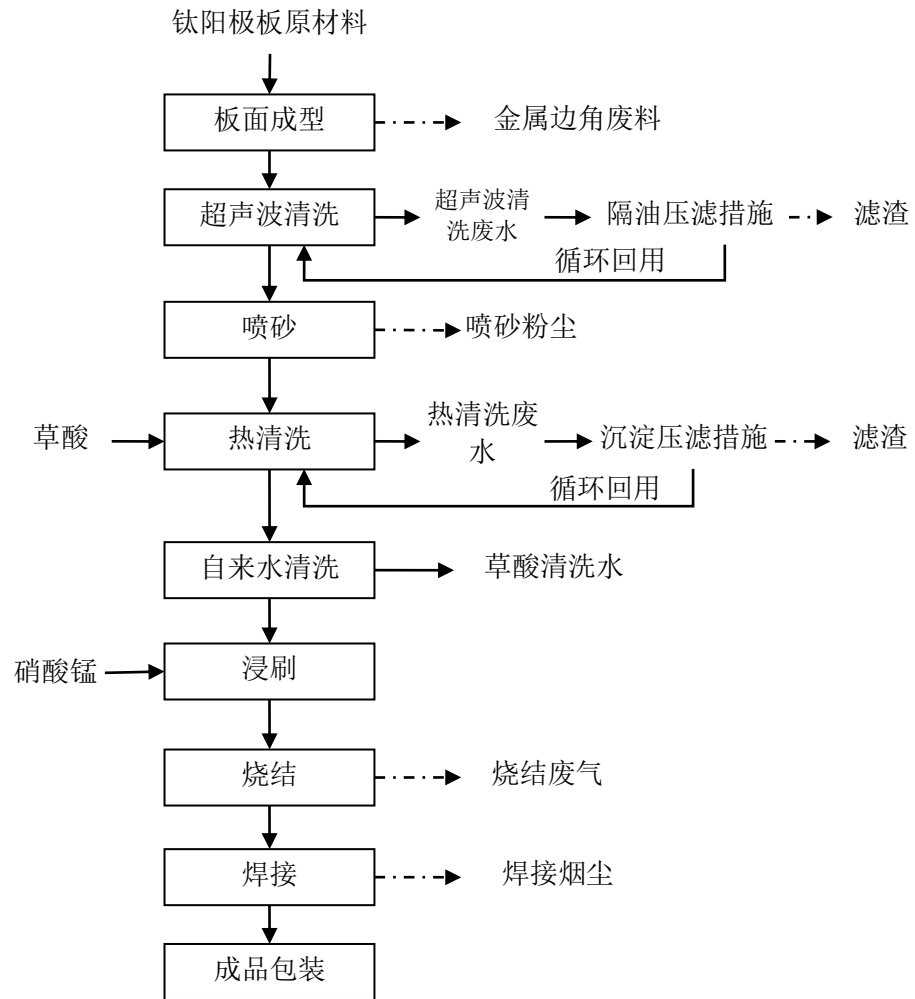 钛阳极板原材料
板面成型
金属边角废料
超声波清洗
超声波清
洗废水
隔油压滤措施
滤渣
循环回用
喷砂
喷砂粉尘
草酸
热清洗
热清洗废
水
沉淀压滤措施
滤渣
循环回用
自来水清洗
草酸清洗水
硝酸锰
浸刷
烧结
烧结废气
焊接
焊接烟尘
成品包装